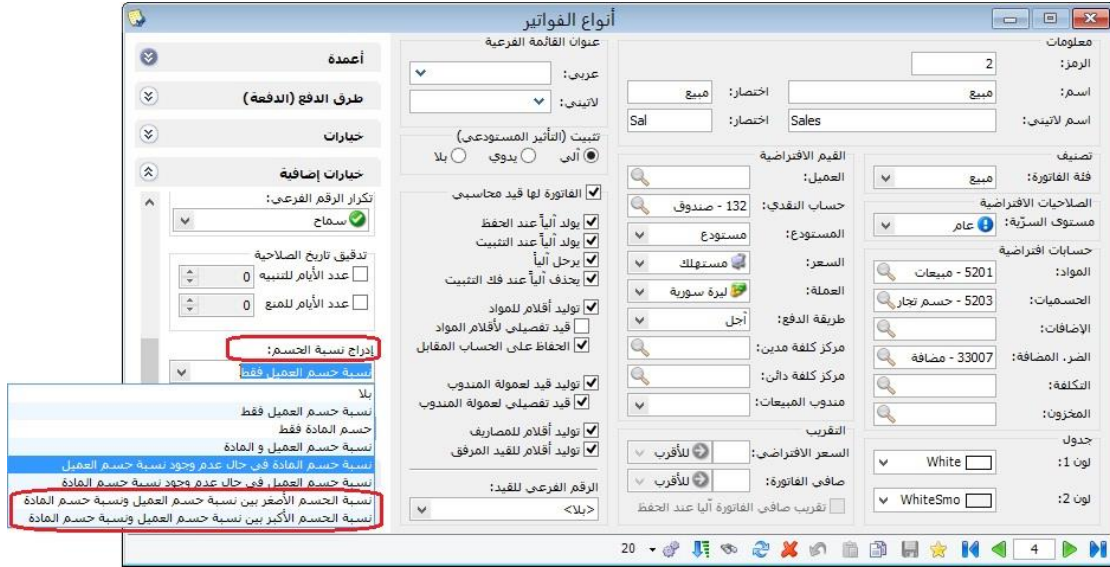 أنواع الفواتير
معلومات
الرمز: 2
اسم: مبيع اختصار: مبيع
اسم لاتيني: Sales اختصار: Sal
تصنيف
فئة الفاتورة: مبيع
الصلاحيات الافتراضية
مستوى السرّية: عام
حسابات افتراضية
المواد: 5201 - مبيعات
الحسميات: 5203 - حسم تجار
الإضافات:
الضر. المضافة: 33007 - مضافة
التكلفة:
المخزون:
جدول
لون 1: White
لون 2: WhiteSmo
القيم الافتراضية
العميل:
حساب النقدي: 132 - صندوق
المستودع: مستودع
السعر: مستهلك
العملة: ليرة سورية
طريقة الدفع: آجل
مركز كلفة مدين:
مركز كلفة دائن:
مندوب المبيعات:
التقريب
السعر الافتراضي: للأقرب
صافي الفاتورة: للأقرب
تقريب صافي الفاتورة آليا عند الحفظ
عنوان القائمة الفرعية
عربي:
لاتيني:
تثبيت (التأثير المستودعي)
آلي يدوي بلا
الفاتورة لها قيد محاسبي
يولد آلياً عند الحفظ
يولد آلياً عند التثبيت
يرحل آلياً
يحذف آلياً عند فك التثبيت
توليد أقلام للمواد
قيد تفصيلي لأقلام المواد
الحفاظ على الحساب المقابل
توليد قيد لعمولة المندوب
قيد تفصيلي لعمولة المندوب
توليد أقلام للمصاريف
توليد أقلام للقيد المرفق
الرقم الفرعي للقيد:
<بلا>
أعمدة
طرق الدفع (الدفعة)
خيارات
خيارات إضافية
تكرار الرقم الفرعي:
سماح
تدقيق تاريخ الصلاحية
عدد الأيام للتنبيه 0
عدد الأيام للمنع 0
إدراج نسبة الحسم:
نسبة حسم العميل فقط
بلا
نسبة حسم العميل فقط
حسم المادة فقط
نسبة حسم العميل و المادة
نسبة حسم المادة في حال عدم وجود نسبة حسم العميل
نسبة حسم العميل في حال عدم وجود نسبة حسم المادة
نسبة الحسم الأصغر بين نسبة حسم العميل ونسبة حسم المادة
نسبة الحسم الأكبر بين نسبة حسم العميل ونسبة حسم المادة
4
20